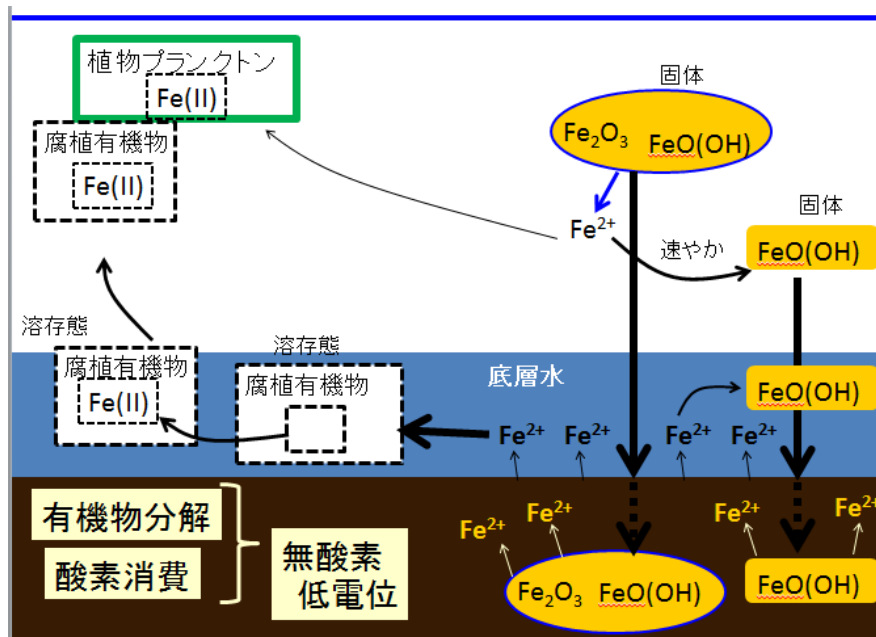 植物プランクトン
Fe(II)
腐植有機物
Fe(II)
固体
Fe₂O₃ FeO(OH)
Fe²⁺
速やか
固体
FeO(OH)
溶存態
腐植有機物
Fe(II)
溶存態
腐植有機物
底層水
FeO(OH)
Fe²⁺ Fe²⁺ Fe²⁺ Fe²⁺
有機物分解
酸素消費
無酸素
低電位
Fe²⁺ Fe²⁺ Fe²⁺ Fe²⁺
Fe₂O₃ FeO(OH)
FeO(OH)